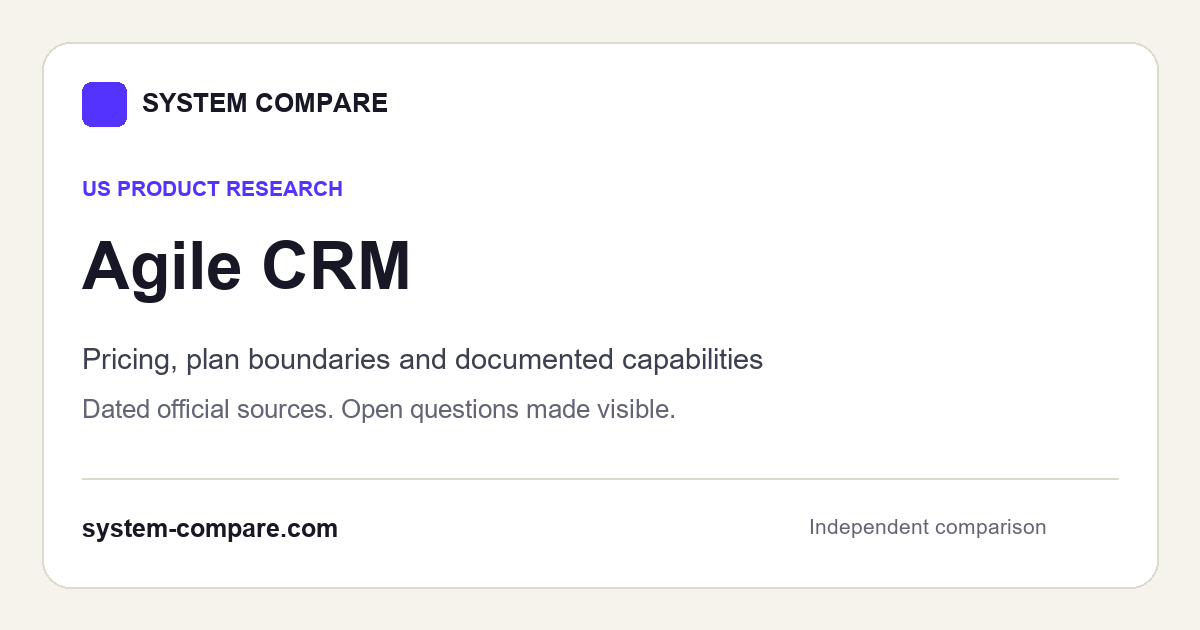 SYSTEM COMPARE
US PRODUCT RESEARCH
Agile CRM
Pricing, plan boundaries and documented capabilities
Dated official sources. Open questions made visible.
system-compare.com
Independent comparison